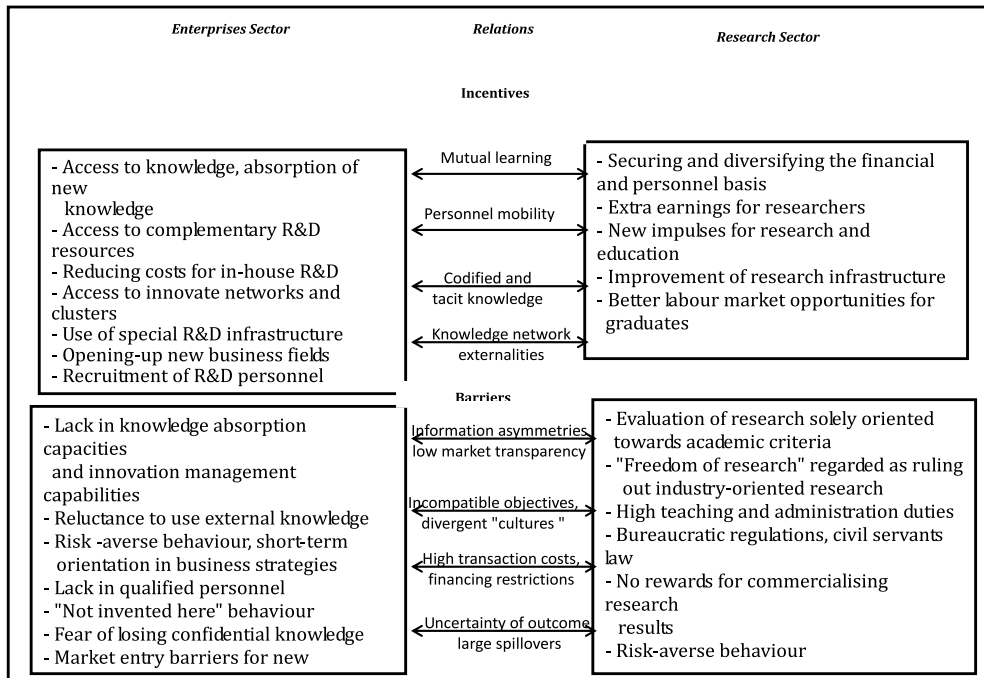 Enterprises Sector
Relations
Research Sector
Incentives
- Access to knowledge, absorption of
new
knowledge
- Access to complementary R&D
resources
- Reducing costs for in-house R&D
- Access to innovate networks and
clusters
- Use of special R&D infrastructure
- Opening-up new business fields
- Recruitment of R&D personnel
Mutual learning
Personnel mobility
Codified and
tacit knowledge
Knowledge network
externalities
- Securing and diversifying the financial
and personnel basis
- Extra earnings for researchers
- New impulses for research and
education
- Improvement of research infrastructure
- Better labour market opportunities for
graduates
Barriers
- Lack in knowledge absorption
capacities
and innovation management
capabilities
- Reluctance to use external knowledge
- Risk -averse behaviour, short-term
orientation in business strategies
- Lack in qualified personnel
- "Not invented here" behaviour
- Fear of losing confidential knowledge
- Market entry barriers for new
Information asymmetries,
low market transparency
Incompatible objectives,
divergent "cultures "
High transaction costs,
financing restrictions
Uncertainty of outcome,
large spillovers
- Evaluation of research solely oriented
towards academic criteria
- "Freedom of research" regarded as ruling
out industry-oriented research
- High teaching and administration duties
- Bureaucratic regulations, civil servants
law
- No rewards for commercialising
research
results
- Risk-averse behaviour